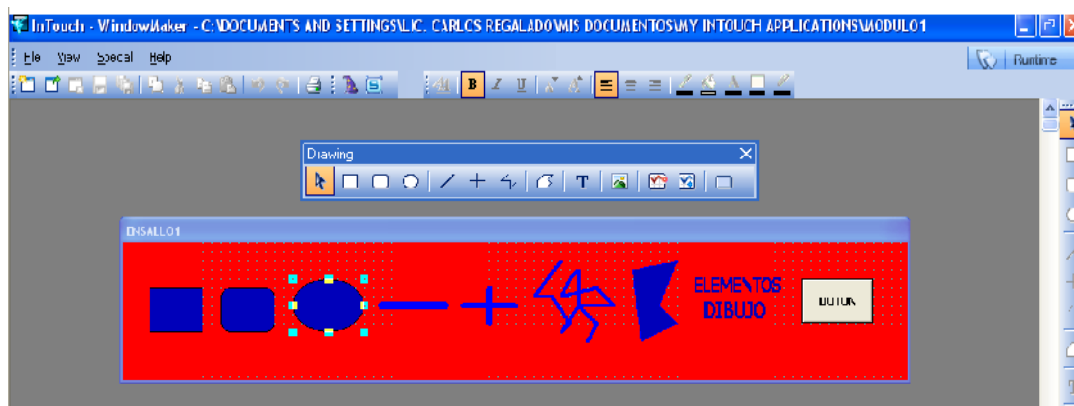 InTouch - WindowMaker - C:\DOCUMENTS AND SETTINGS\LIC. CARLOS REGALADO\MIS DOCUMENTOS\MY INTOUCH APPLICATIONS\MODULO1
File View Special Help
Runtime
B I U
Drawing
T
ENSALLO1
ELEMENTOS
DIBUJO
BOTON